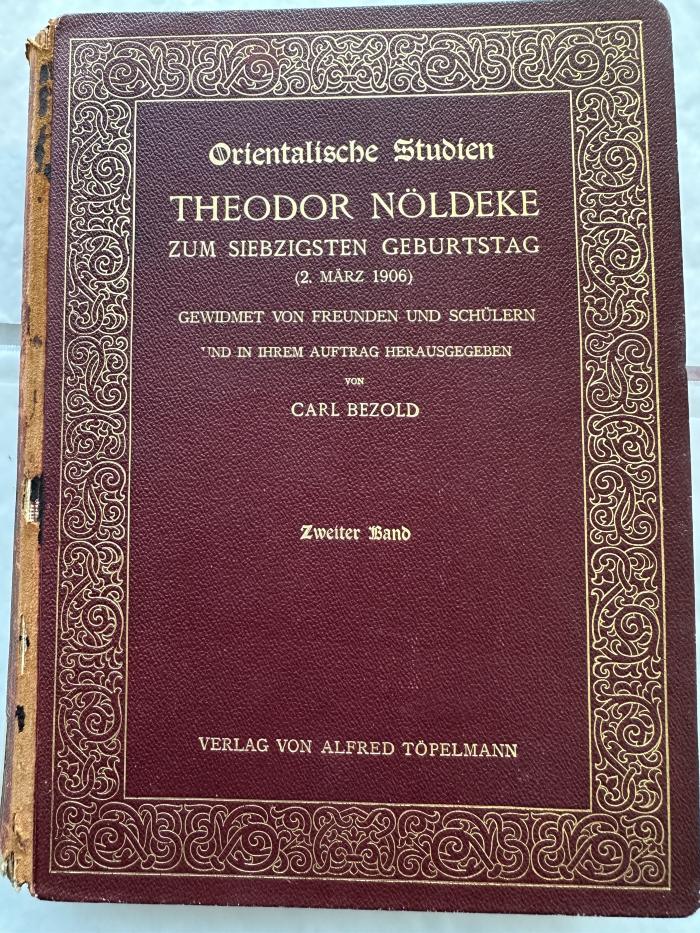 Orientalische Studien
THEODOR NÖLDEKE
ZUM SIEBZIGSTEN GEBURTSTAG
(2. MÄRZ 1906)
GEWIDMET VON FREUNDEN UND SCHÜLERN
UND IN IHREM AUFTRAG HERAUSGEGEBEN
VON
CARL BEZOLD
Zweiter Band
VERLAG VON ALFRED TÖPELMANN